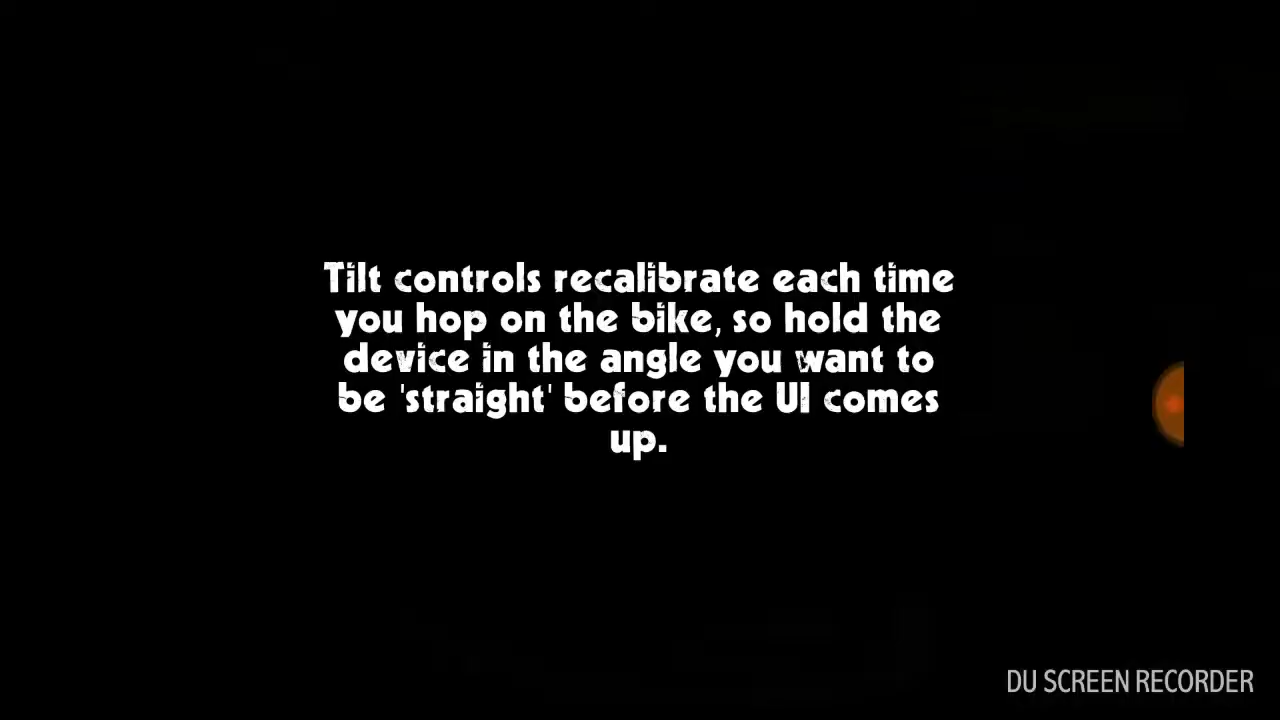 Tilt controls recalibrate each time
you hop on the bike, so hold the
device in the angle you want to
be 'straight' before the UI comes
up.
DU SCREEN RECORDER